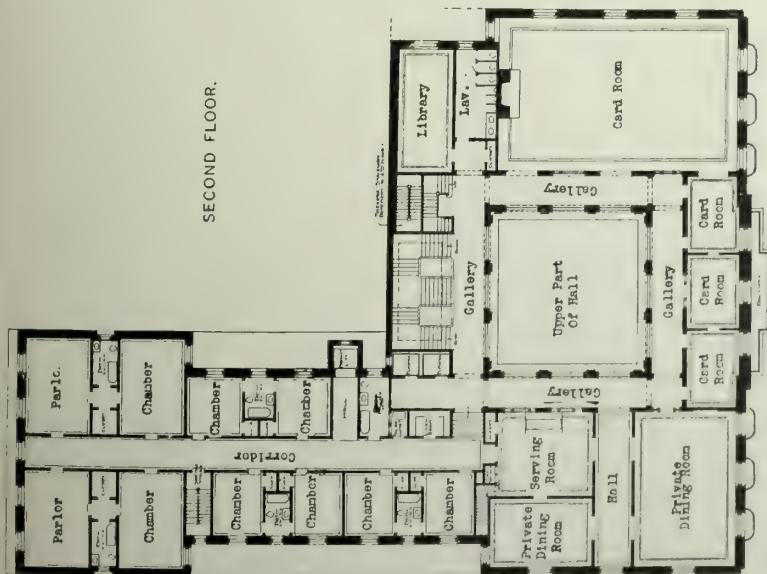 SECOND FLOOR.
Parlc.
Chamber
Chamber
Chamber
Corridor
Parlor
Chamber
Chamber
Chamber
Chamber
Chamber
Library
Lav.
Card Room
Gallery
Gallery
Upper Part
Of Hall
Gallery
Gallery
Card
Room
Card
Room
Card
Room
Serving
Room
Private
Dining
Room
Hall
Private
Dining Room